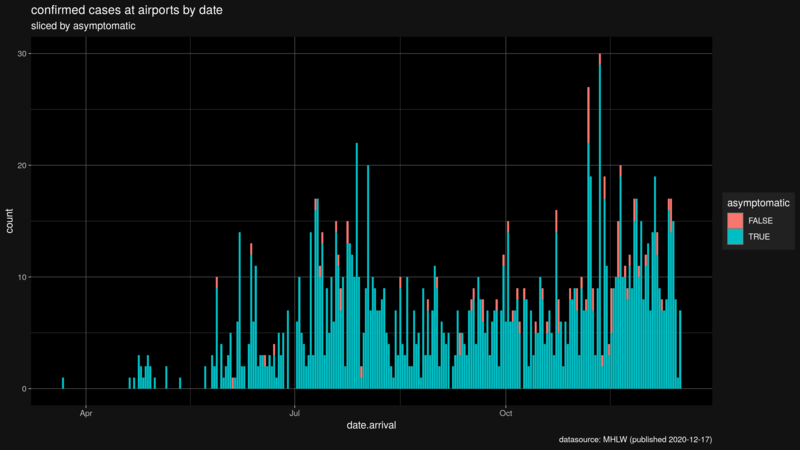 confirmed cases at airports by date
sliced by asymptomatic
30
20
10
0
count
Apr
Jul
Oct
date.arrival
asymptomatic
FALSE
TRUE
datasource: MHLW (published 2020-12-17)